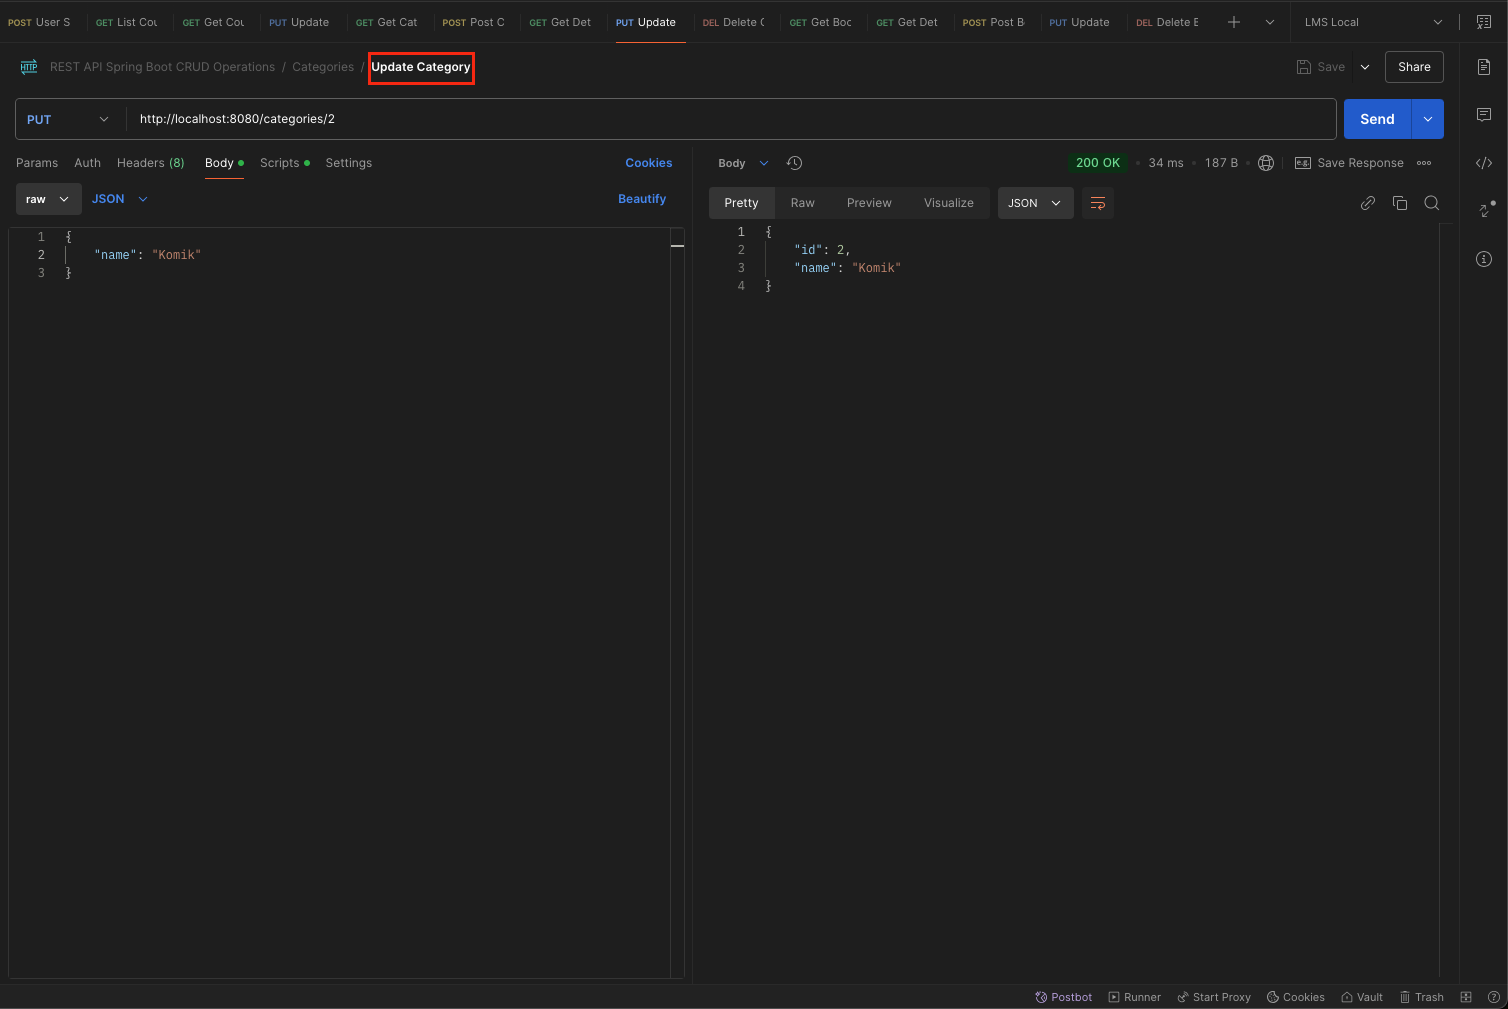 POST User S GET List Cou GET Get Cou PUT Update GET Get Cat POST Post C GET Get Det PUT Update DEL Delete C GET Get Boc GET Get Det POST Post B PUT Update DEL Delete E LMS Local
HTTP REST API Spring Boot CRUD Operations / Categories / Update Category Save Share
PUT http://localhost:8080/categories/2 Send
Params Auth Headers (8) Body Scripts Settings Cookies
raw JSON Beautify
1 {
2 "name": "Komik"
3 }
Body 200 OK • 34 ms • 187 B • e.g. Save Response
Pretty Raw Preview Visualize JSON
1 {
2 "id": 2,
3 "name": "Komik"
4 }
Postbot Runner Start Proxy Cookies Vault Trash